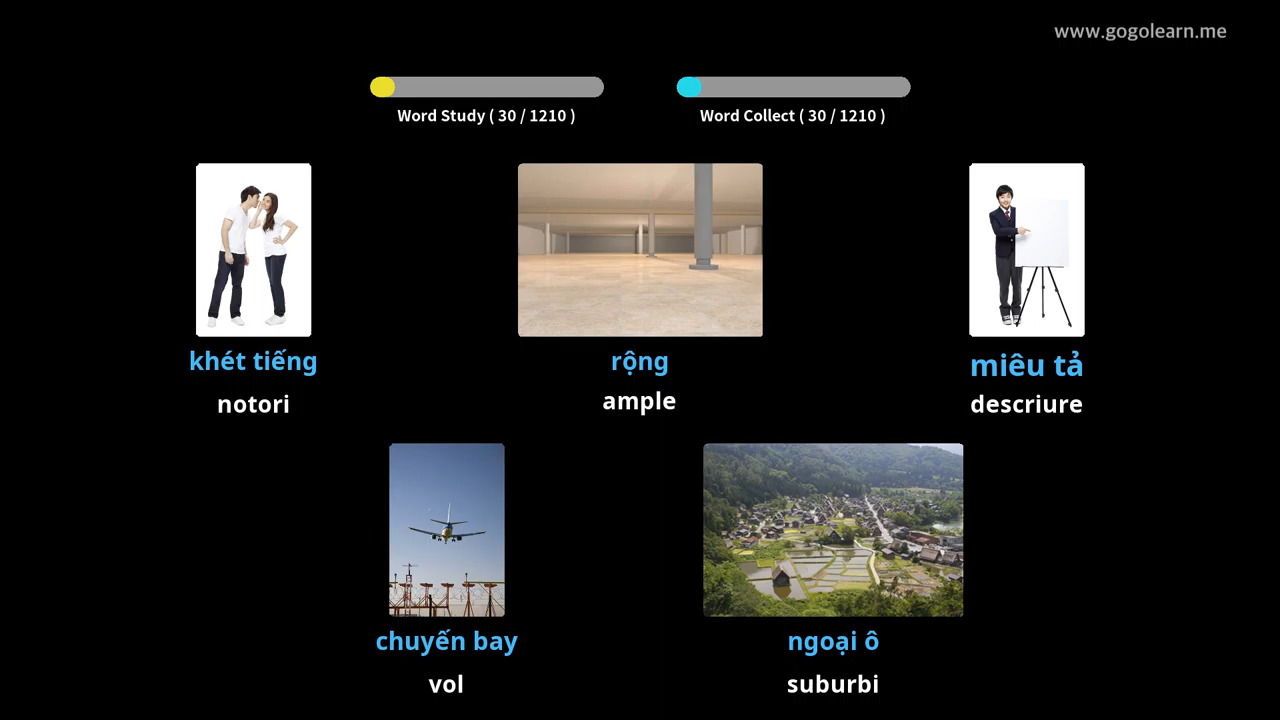 www.gogolearn.me
Word Study ( 30 / 1210 )
Word Collect ( 30 / 1210 )
khét tiếng
notori
rộng
ample
miêu tả
descriure
chuyến bay
vol
ngoại ô
suburbi